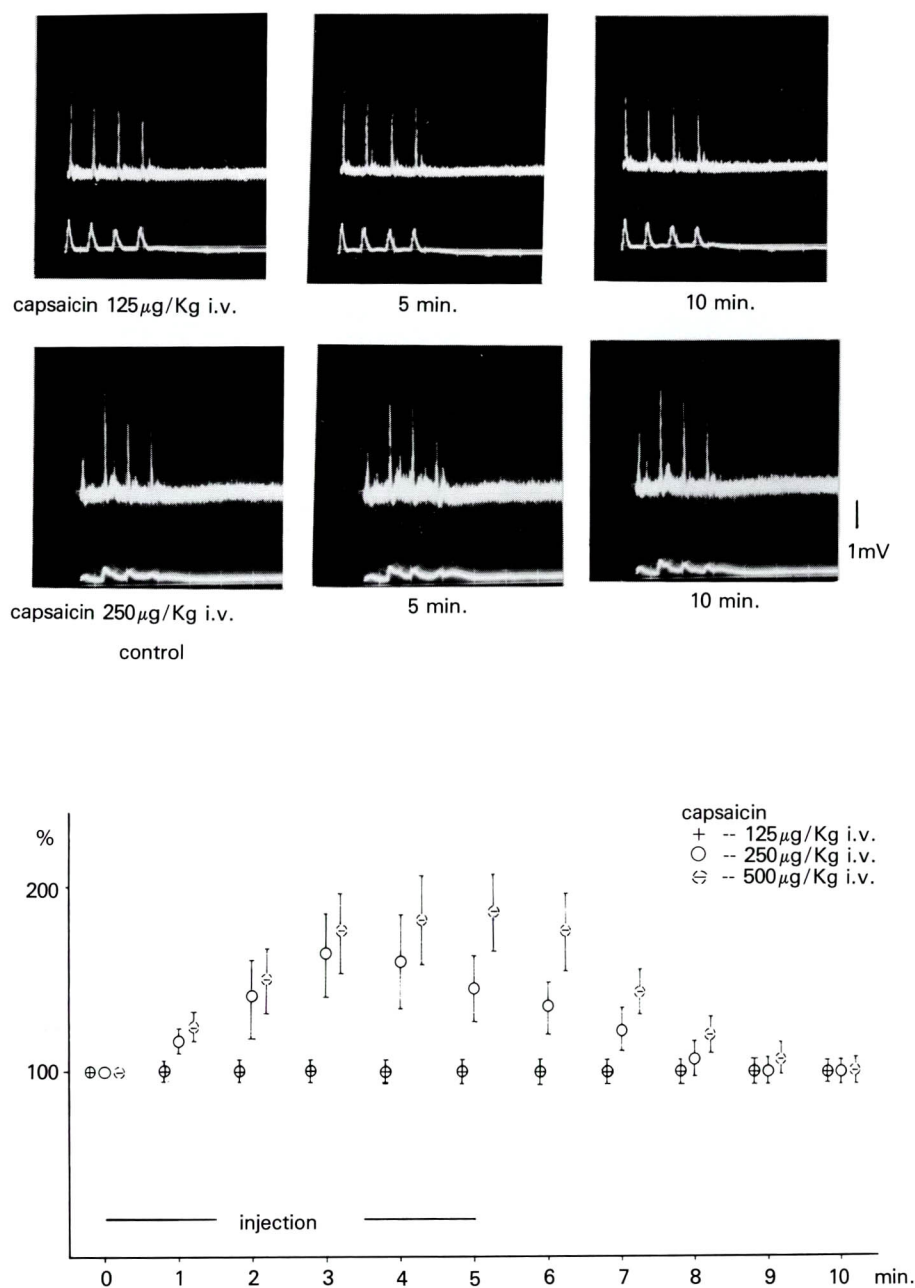 capsaicin 125μg/Kg i.v.
5 min.
10 min.
1mV
capsaicin 250μg/Kg i.v.
5 min.
10 min.
control
%
capsaicin
+ -- 125μg/Kg i.v.
○ -- 250μg/Kg i.v.
⊖ -- 500μg/Kg i.v.
200
100
injection
0 1 2 3 4 5 6 7 8 9 10 min.